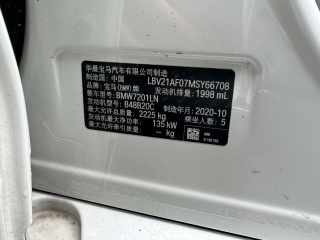 华晨宝马汽车有限公司制造
制造国：中国 LBV21AF07MSY66708
品牌：宝马(BMW)牌 发动机排量：1998 mL
整车型号：BMW7201LN
发动机型号：B48B20C
最大允许总质量：2225 kg 制造年月：2020-10
发动机最大净功率：135 kW 乘坐人数：5
最大允许牵引质量：－ kg